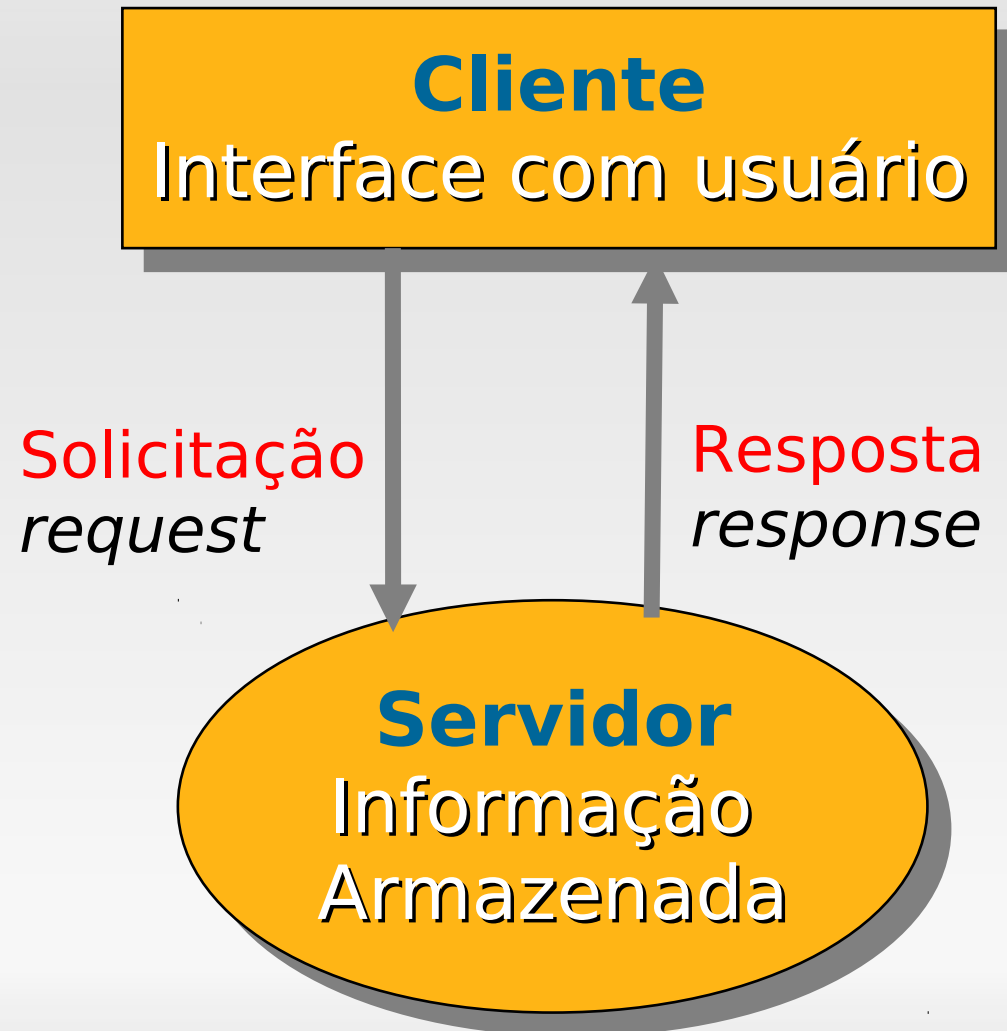 Cliente
Interface com usuário
Solicitação
request
Resposta
response
Servidor
Informação
Armazenada